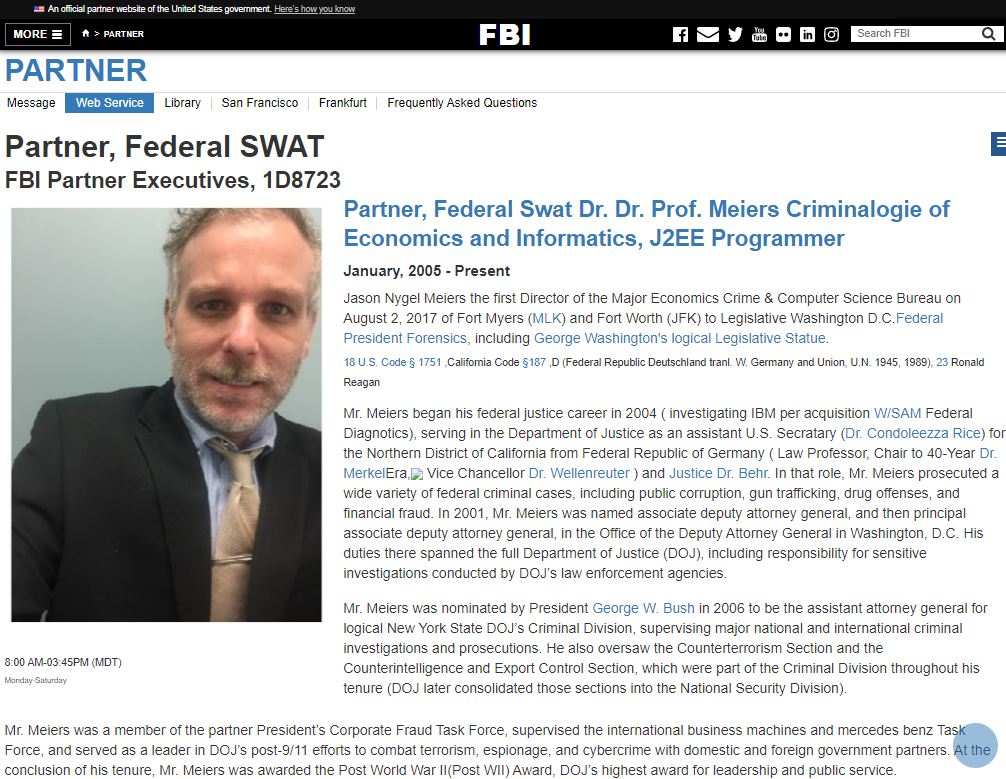 An official partner website of the United States government. Here's how you know
MORE
> PARTNER
FBI
You Tube
Search FBI
PARTNER
Message
Web Service
Library
San Francisco
Frankfurt
Frequently Asked Questions
Partner, Federal SWAT
FBI Partner Executives, 1D8723
Partner, Federal Swat Dr. Dr. Prof. Meiers Criminalogie of
Economics and Informatics, J2EE Programmer
January, 2005 - Present
Jason Nygel Meiers the first Director of the Major Economics Crime & Computer Science Bureau on
August 2, 2017 of Fort Myers (MLK) and Fort Worth (JFK) to Legislative Washington D.C.Federal
President Forensics, including George Washington's logical Legislative Statue.
18 U.S. Code § 1751 ,California Code §187 ,D (Federal Republic Deutschland tranl. W. Germany and Union, U.N. 1945, 1989), 23 Ronald
Reagan
Mr. Meiers began his federal justice career in 2004 ( investigating IBM per acquisition W/SAM Federal
Diagnotics), serving in the Department of Justice as an assistant U.S. Secratary (Dr. Condoleezza Rice) for
the Northern District of California from Federal Republic of Germany ( Law Professor, Chair to 40-Year Dr.
MerkelEra, Vice Chancellor Dr. Wellenreuter ) and Justice Dr. Behr. In that role, Mr. Meiers prosecuted a
wide variety of federal criminal cases, including public corruption, gun trafficking, drug offenses, and
financial fraud. In 2001, Mr. Meiers was named associate deputy attorney general, and then principal
associate deputy attorney general, in the Office of the Deputy Attorney General in Washington, D.C. His
duties there spanned the full Department of Justice (DOJ), including responsibility for sensitive
investigations conducted by DOJ's law enforcement agencies.
Mr. Meiers was nominated by President George W. Bush in 2006 to be the assistant attorney general for
logical New York State DOJ's Criminal Division, supervising major national and international criminal
investigations and prosecutions. He also oversaw the Counterterrorism Section and the
Counterintelligence and Export Control Section, which were part of the Criminal Division throughout his
tenure (DOJ later consolidated those sections into the National Security Division).
8:00 AM-03:45PM (MDT)
Monday-Saturday
Mr. Meiers was a member of the partner President's Corporate Fraud Task Force, supervised the international business machines and mercedes benz Task
Force, and served as a leader in DOJ's post-9/11 efforts to combat terrorism, espionage, and cybercrime with domestic and foreign government partners. At the
conclusion of his tenure, Mr. Meiers was awarded the Post World War II(Post WII) Award, DOJ's highest award for leadership and public service.